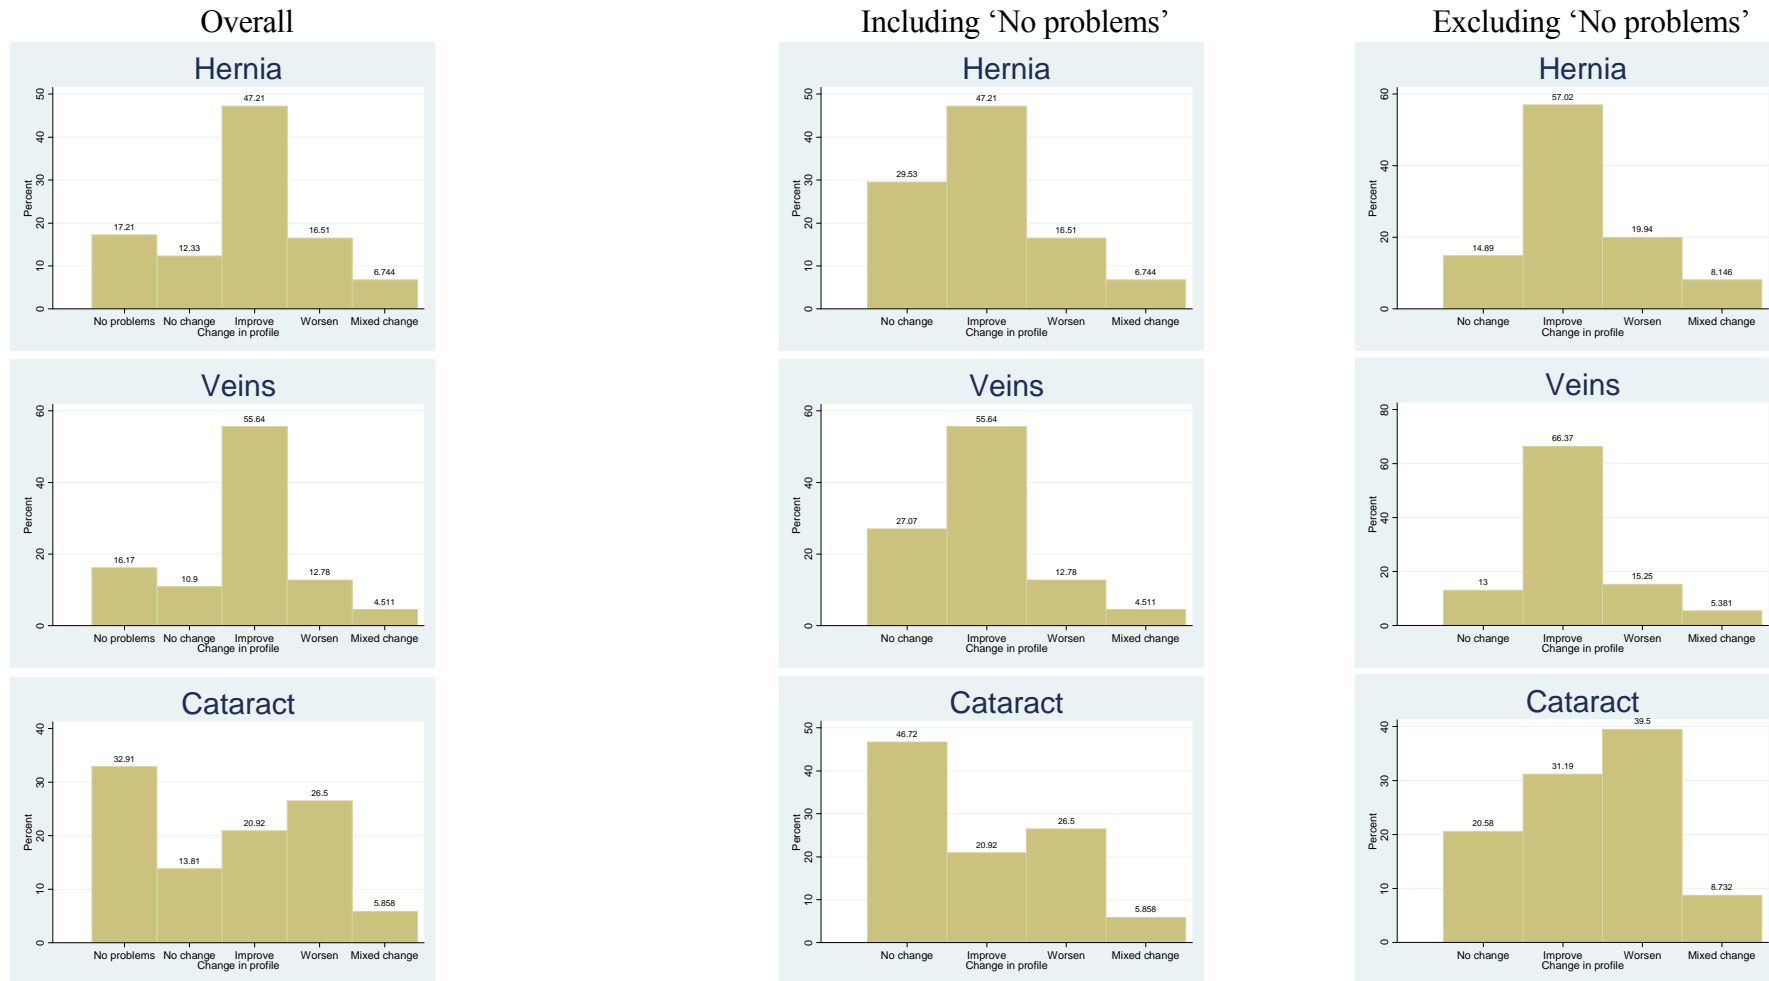 Overall
Including ‘No problems’
Excluding ‘No problems’
Hernia
50
40
30
20
10
0
Percent
17.21
12.33
47.21
16.51
6.744
No problems No change Improve Worsen Mixed change
Change in profile
Hernia
50
40
30
20
10
0
Percent
29.53
47.21
16.51
6.744
No change Improve Worsen Mixed change
Change in profile
Hernia
60
40
20
0
Percent
14.89
57.02
19.94
8.146
No change Improve Worsen Mixed change
Change in profile
Veins
60
40
20
0
Percent
16.17
10.9
55.64
12.78
4.511
No problems No change Improve Worsen Mixed change
Change in profile
Veins
60
40
20
0
Percent
27.07
55.64
12.78
4.511
No change Improve Worsen Mixed change
Change in profile
Veins
80
60
40
20
0
Percent
13
66.37
15.25
5.381
No change Improve Worsen Mixed change
Change in profile
Cataract
40
30
20
10
0
Percent
32.91
13.81
20.92
26.5
5.858
No problems No change Improve Worsen Mixed change
Change in profile
Cataract
50
40
30
20
10
0
Percent
46.72
20.92
26.5
5.858
No change Improve Worsen Mixed change
Change in profile
Cataract
40
30
20
10
0
Percent
20.58
31.19
39.5
8.732
No change Improve Worsen Mixed change
Change in profile